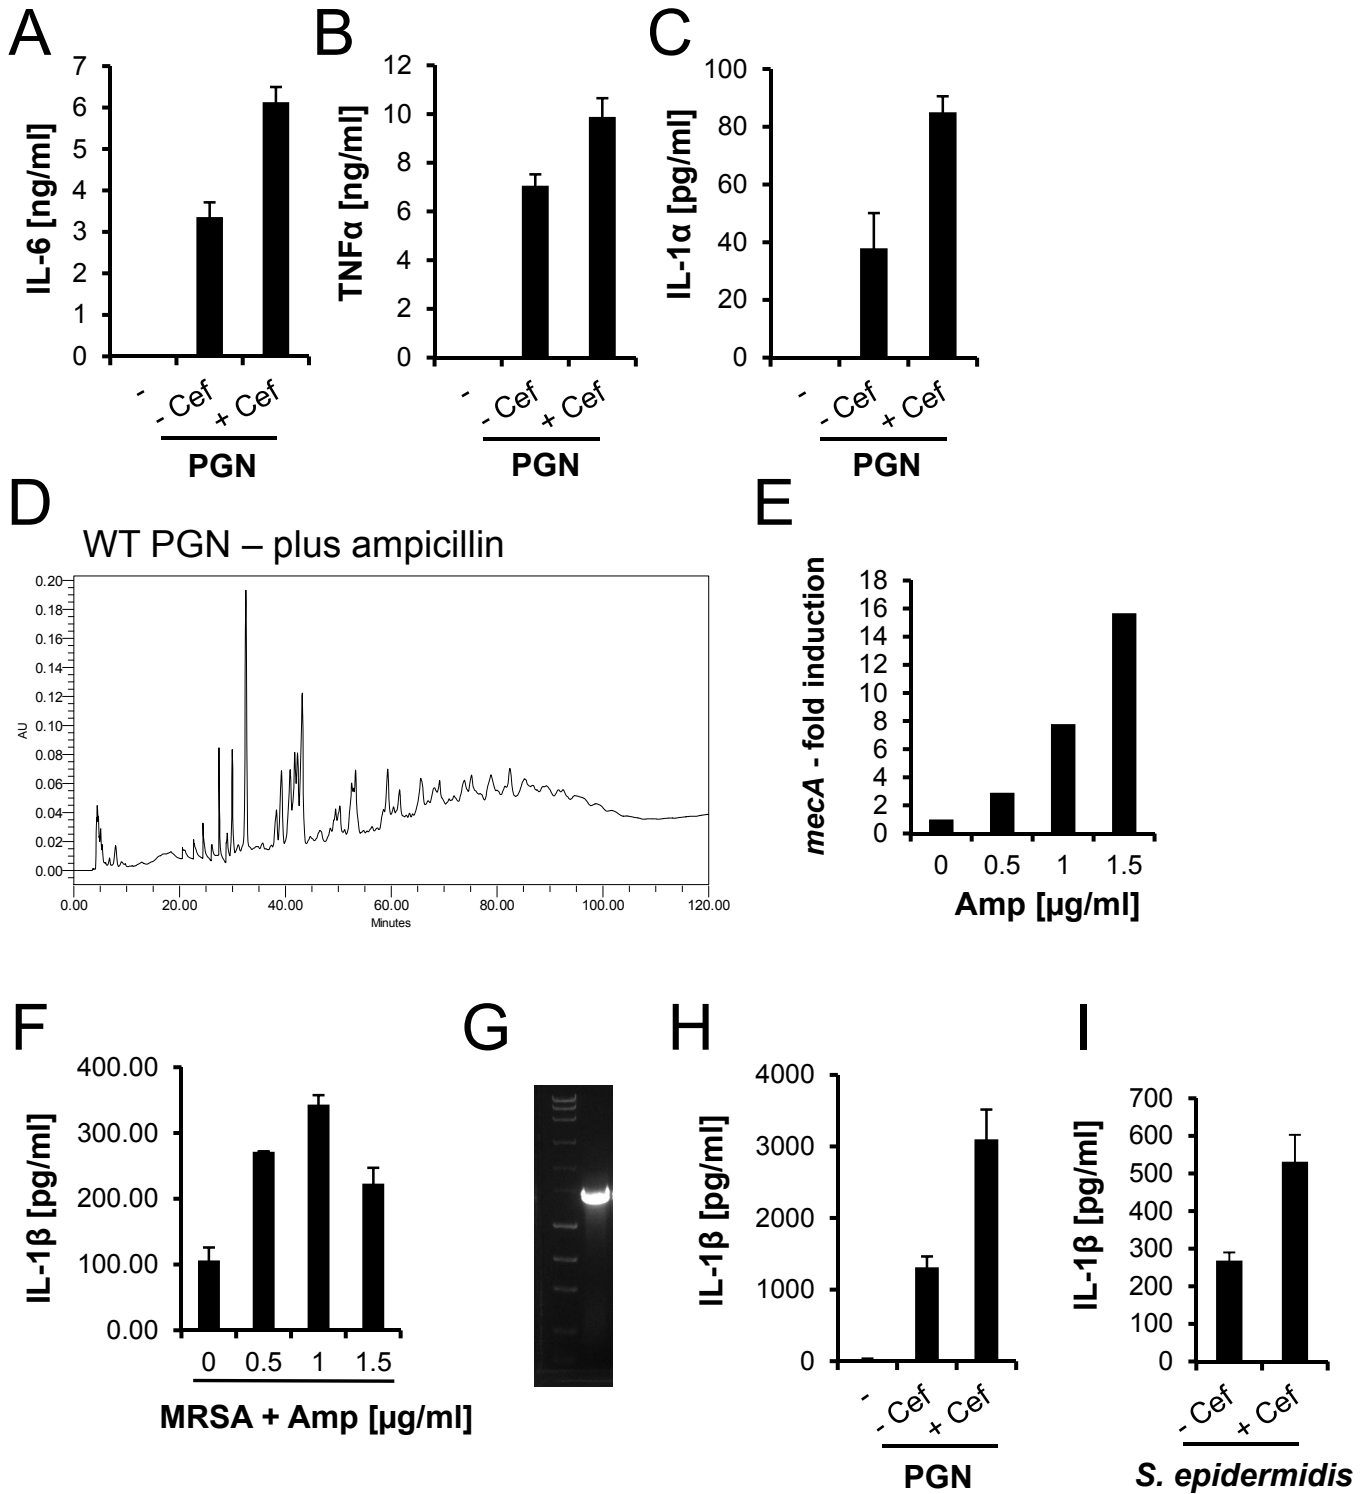 A
B
C
IL-6 [ng/ml]
7
6
5
4
3
2
1
0
-
- Cef
+ Cef
PGN
TNFα [ng/ml]
12
10
8
6
4
2
0
-
- Cef
+ Cef
PGN
IL-1α [pg/ml]
100
80
60
40
20
0
-
- Cef
+ Cef
PGN
D
WT PGN – plus ampicillin
AU
0.20
0.18
0.16
0.14
0.12
0.10
0.08
0.06
0.04
0.02
0.00
0.00 20.00 40.00 60.00 80.00 100.00 120.00
Minutes
E
mecA - fold induction
18
16
14
12
10
8
6
4
2
0
0 0.5 1 1.5
Amp [µg/ml]
F
IL-1β [pg/ml]
400.00
300.00
200.00
100.00
0.00
0 0.5 1 1.5
MRSA + Amp [µg/ml]
G
H
IL-1β [pg/ml]
4000
3000
2000
1000
0
-
- Cef
+ Cef
PGN
I
IL-1β [pg/ml]
700
600
500
400
300
200
100
0
- Cef
+ Cef
S. epidermidis